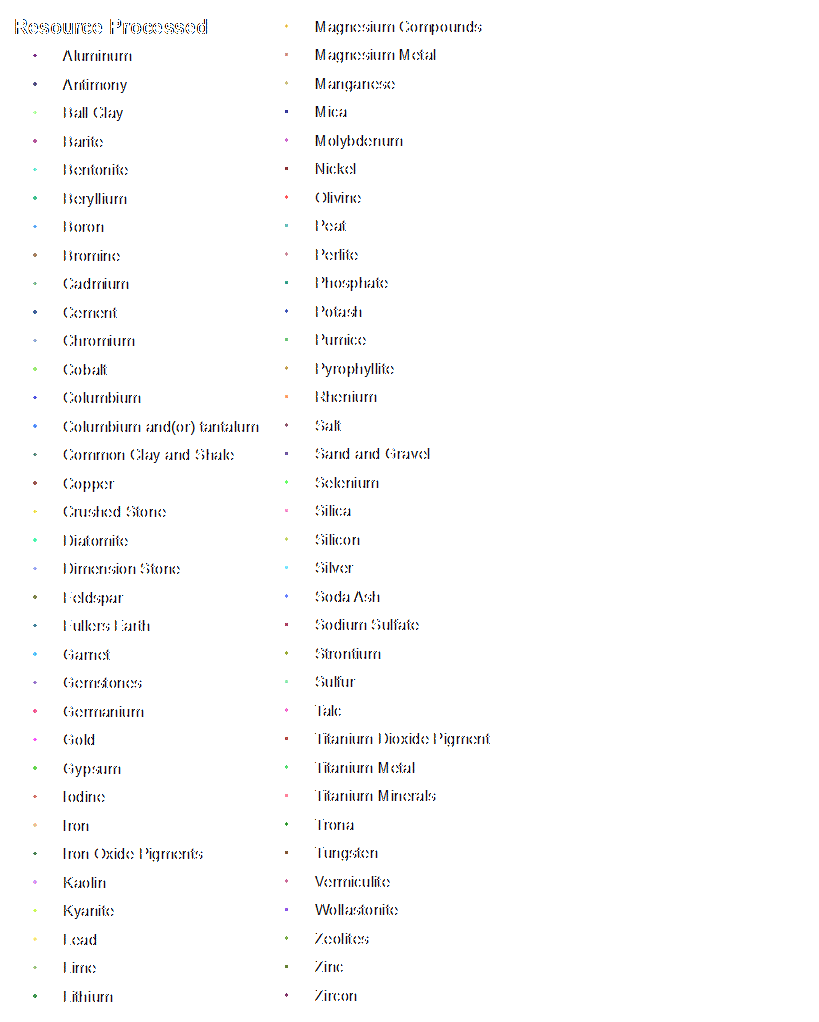 Resource Processed
Aluminum
Antimony
Ball Clay
Barite
Bentonite
Beryllium
Boron
Bromine
Cadmium
Cement
Chromium
Cobalt
Columbium
Columbium and(or) tantalum
Common Clay and Shale
Copper
Crushed Stone
Diatomite
Dimension Stone
Feldspar
Fullers Earth
Garnet
Gemstones
Germanium
Gold
Gypsum
Iodine
Iron
Iron Oxide Pigments
Kaolin
Kyanite
Lead
Lime
Lithium
Magnesium Compounds
Magnesium Metal
Manganese
Mica
Molybdenum
Nickel
Olivine
Peat
Perlite
Phosphate
Potash
Pumice
Pyrophyllite
Rhenium
Salt
Sand and Gravel
Selenium
Silica
Silicon
Silver
Soda Ash
Sodium Sulfate
Strontium
Sulfur
Talc
Titanium Dioxide Pigment
Titanium Metal
Titanium Minerals
Trona
Tungsten
Vermiculite
Wollastonite
Zeolites
Zinc
Zircon